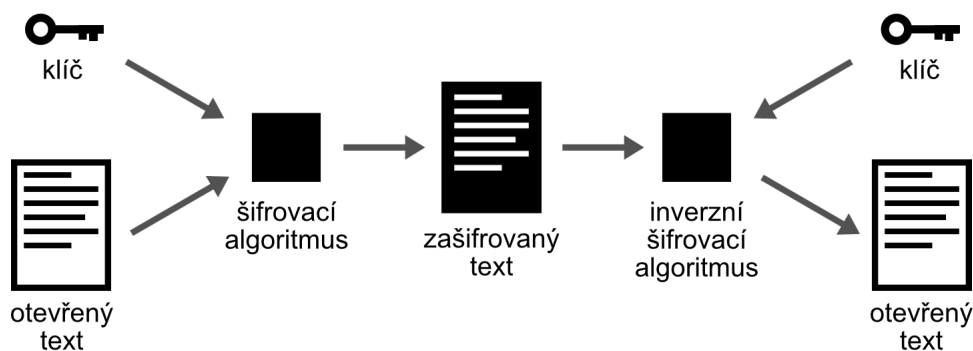 klíč
klíč
šifrovací
algoritmus
zašifrovaný
text
inverzní
šifrovací
algoritmus
otevřený
text
otevřený
text